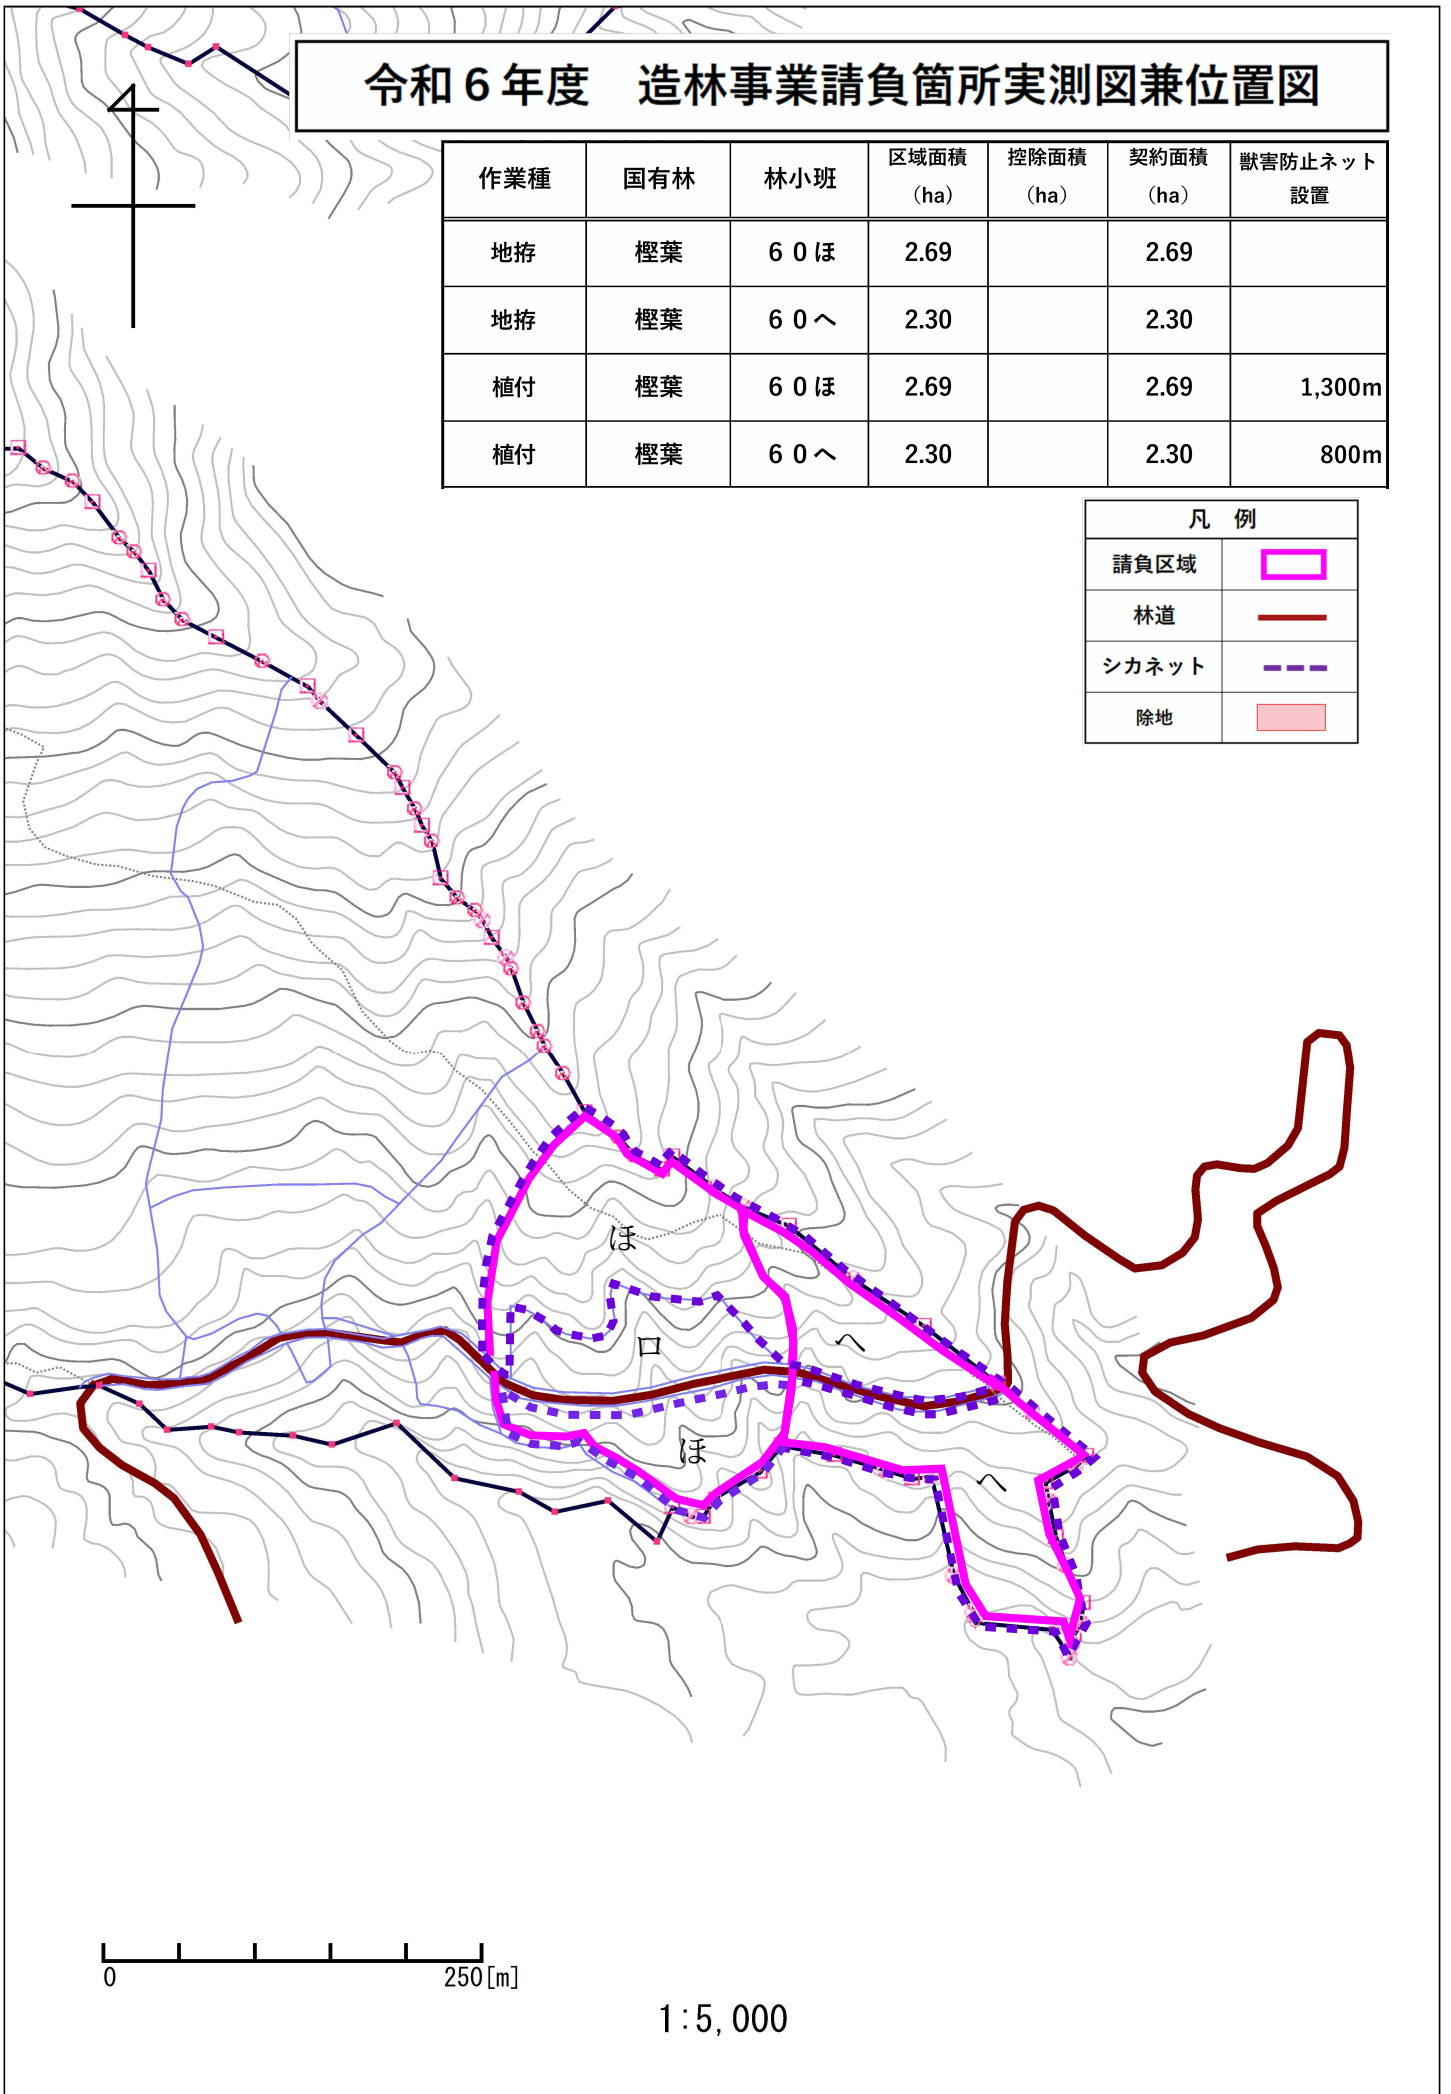 令和６年度　造林事業請負箇所実測図兼位置図
作業種 国有林 林小班 区域面積（ha） 控除面積（ha） 契約面積（ha） 獣害防止ネット設置
地拵 樫葉 ６０ほ 2.69 2.69
地拵 樫葉 ６０へ 2.30 2.30
植付 樫葉 ６０ほ 2.69 2.69 1,300m
植付 樫葉 ６０へ 2.30 2.30 800m
凡　例
請負区域
林道
シカネット
除地
ほ
ロ
へ
ほ
へ
0 250[m]
1:5,000